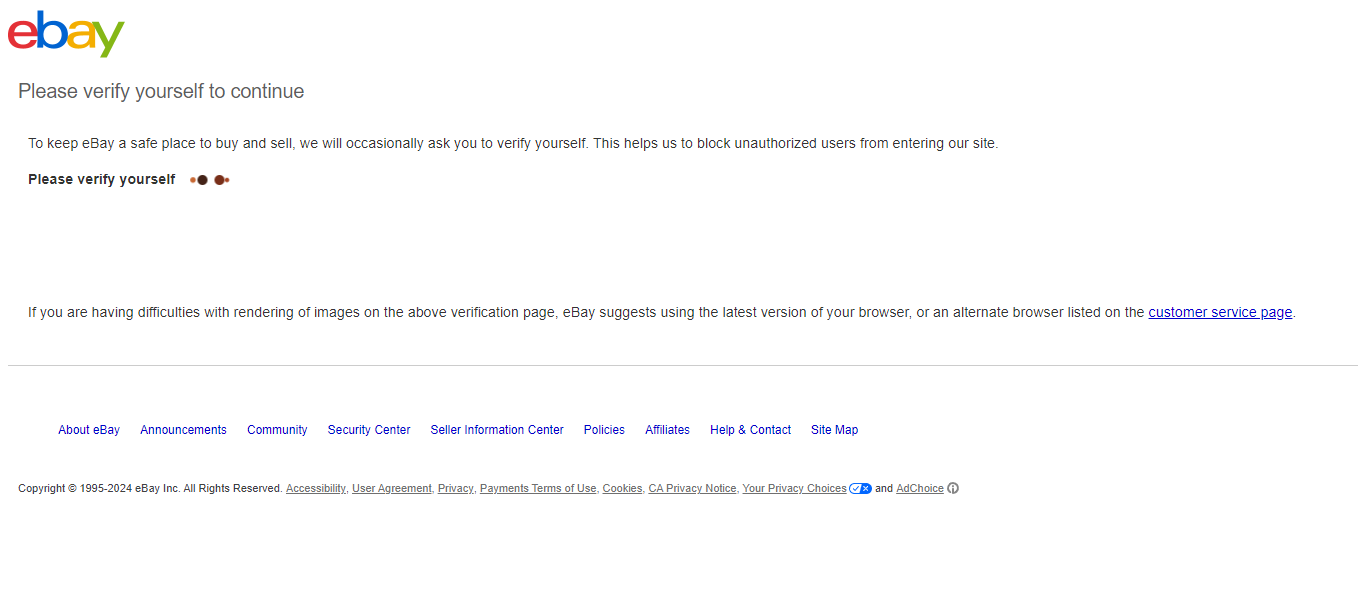 ebay
Please verify yourself to continue
To keep eBay a safe place to buy and sell, we will occasionally ask you to verify yourself. This helps us to block unauthorized users from entering our site.
Please verify yourself
If you are having difficulties with rendering of images on the above verification page, eBay suggests using the latest version of your browser, or an alternate browser listed on the customer service page.
About eBay Announcements Community Security Center Seller Information Center Policies Affiliates Help & Contact Site Map
Copyright © 1995-2024 eBay Inc. All Rights Reserved. Accessibility, User Agreement, Privacy, Payments Terms of Use, Cookies, CA Privacy Notice, Your Privacy Choices and AdChoice